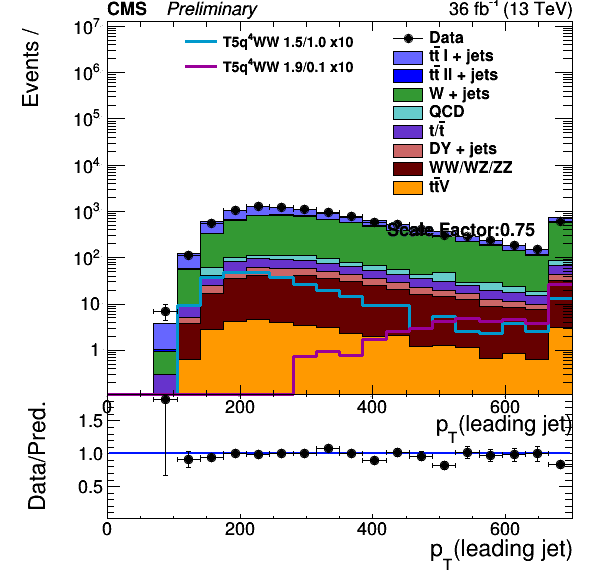 CMS Preliminary 36 fb⁻¹ (13 TeV)
Events /
10⁷
10⁶
10⁵
10⁴
10³
10²
10
1
T5q⁴WW 1.5/1.0 x10
T5q⁴WW 1.9/0.1 x10
Data
tt̄ l + jets
tt̄ ll + jets
W + jets
QCD
t/t̄
DY + jets
WW/WZ/ZZ
tt̄V
Scale Factor:0.75
0 200 400 600
p_T(leading jet)
Data/Pred.
1.5
1.0
0.5
0 200 400 600
p_T(leading jet)